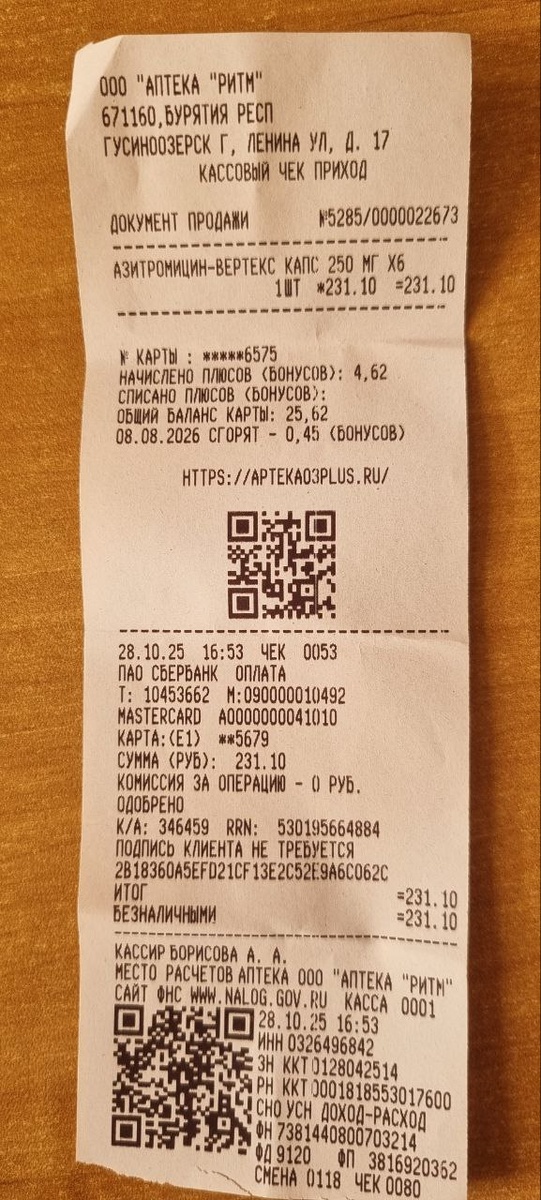 ООО "АПТЕКА "РИТМ"
671160,БУРЯТИЯ РЕСП
ГУСИНООЗЕРСК Г, ЛЕНИНА УЛ, Д. 17
КАССОВЫЙ ЧЕК ПРИХОД
ДОКУМЕНТ ПРОДАЖИ №5285/0000022673
АЗИТРОМИЦИН-ВЕРТЕКС КАПС 250 МГ X6
1ШТ *231.10 =231.10
№ КАРТЫ : *****6575
НАЧИСЛЕНО ПЛЮСОВ (БОНУСОВ): 4,62
СПИСАНО ПЛЮСОВ (БОНУСОВ):
ОБЩИЙ БАЛАНС КАРТЫ: 25,62
08.08.2026 СГОРЯТ - 0,45 (БОНУСОВ)
HTTPS://APTEKA03PLUS.RU/
28.10.25 16:53 ЧЕК 0053
ПАО СБЕРБАНК ОПЛАТА
Т: 10453662 М:090000010492
MASTERCARD A0000000041010
КАРТА:(E1) **5679
СУММА (РУБ): 231.10
КОМИССИЯ ЗА ОПЕРАЦИЮ - 0 РУБ.
ОДОБРЕНО
К/А: 346459 RRN: 530195664884
ПОДПИСЬ КЛИЕНТА НЕ ТРЕБУЕТСЯ
2B18360A5EFD21CF13E2C52E9A6C062C
ИТОГ =231.10
БЕЗНАЛИЧНЫМИ =231.10
КАССИР БОРИСОВА А. А.
МЕСТО РАСЧЕТОВ АПТЕКА ООО "АПТЕКА "РИТМ"
САЙТ ФНС WWW.NALOG.GOV.RU КАССА 0001
28.10.25 16:53
ИНН 0326496842
ЗН ККТ 0128042514
РН ККТ 0001818553017600
СНО УСН ДОХОД-РАСХОД
ФН 7381440800703214
ФД 9120 ФП 3816920362
СМЕНА 0118 ЧЕК 0080